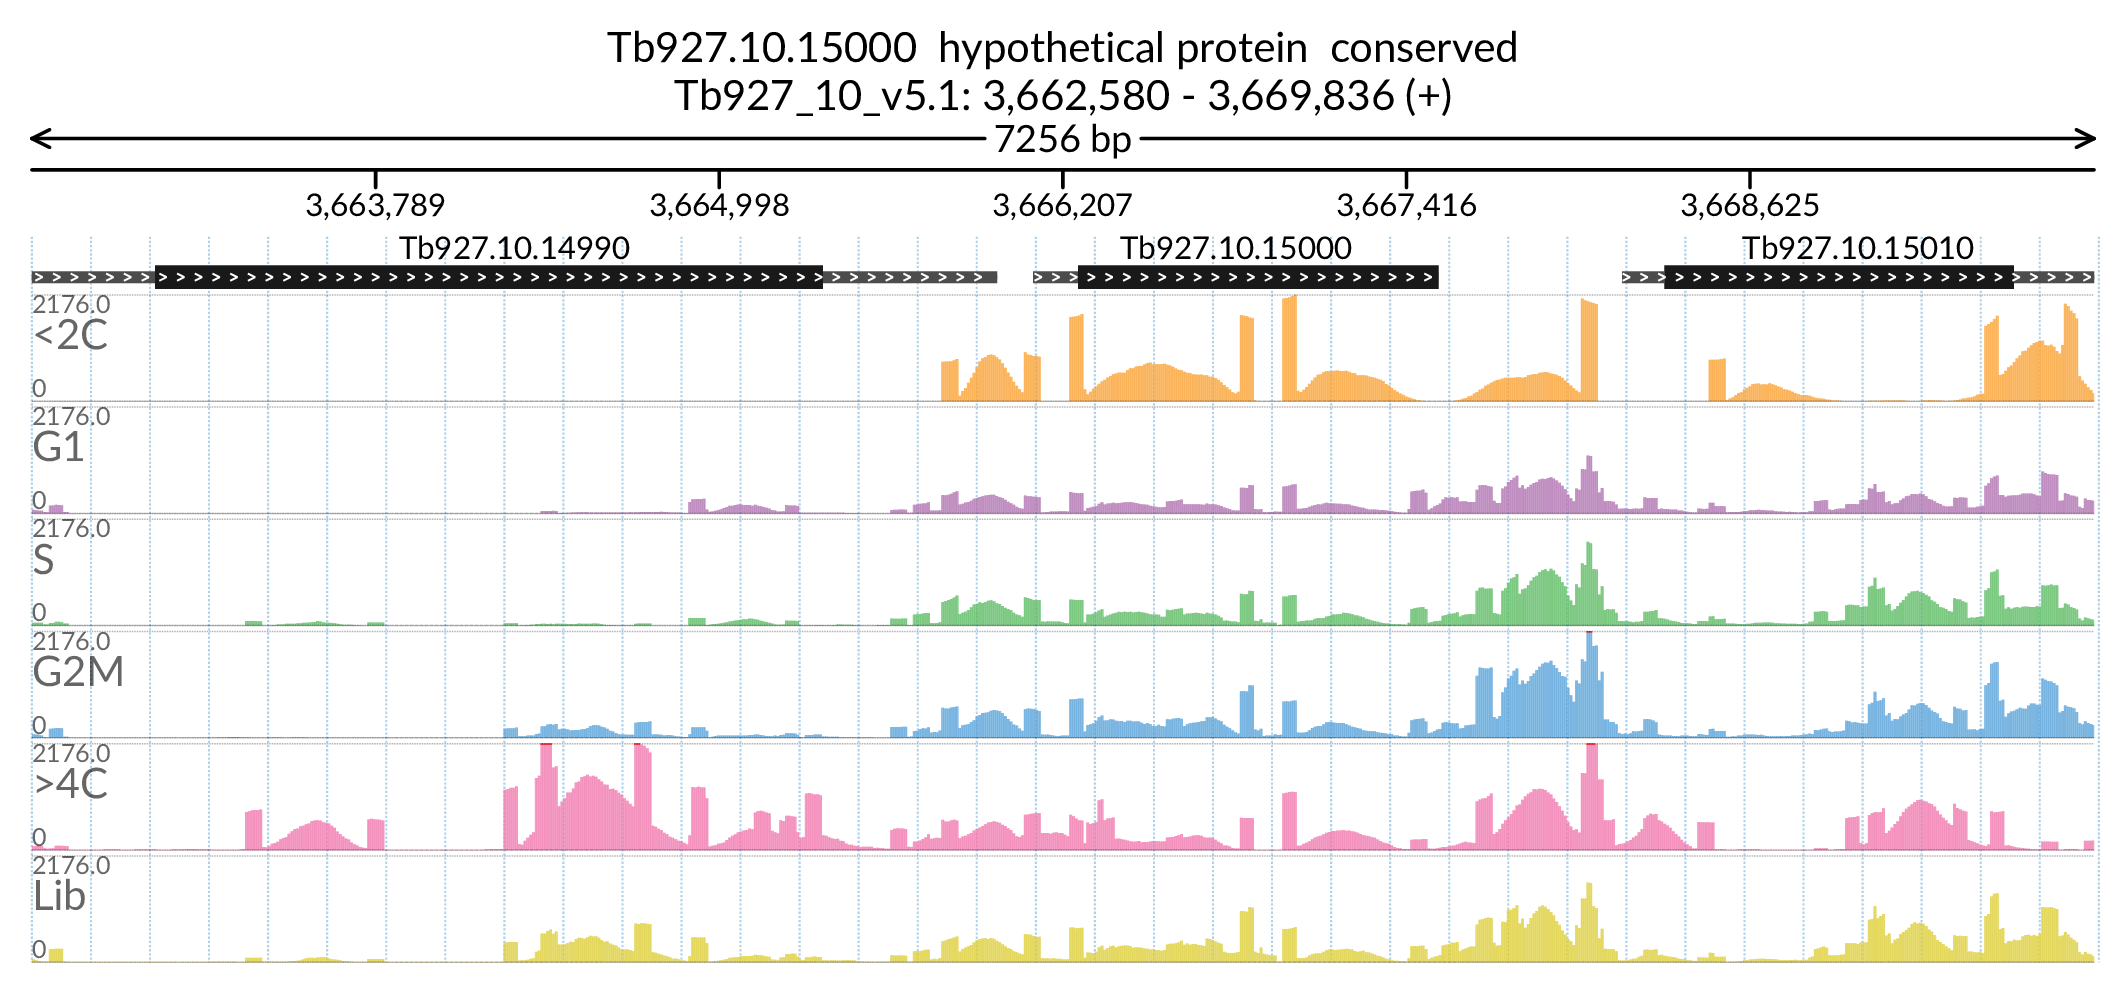 Tb927.10.15000 hypothetical protein conserved
Tb927_10_v5.1: 3,662,580 - 3,669,836 (+)
7256 bp
3,663,789 3,664,998 3,666,207 3,667,416 3,668,625
Tb927.10.14990 Tb927.10.15000 Tb927.10.15010
2176.0
<2C
0
2176.0
G1
0
2176.0
S
0
2176.0
G2M
0
2176.0
>4C
0
2176.0
Lib
0